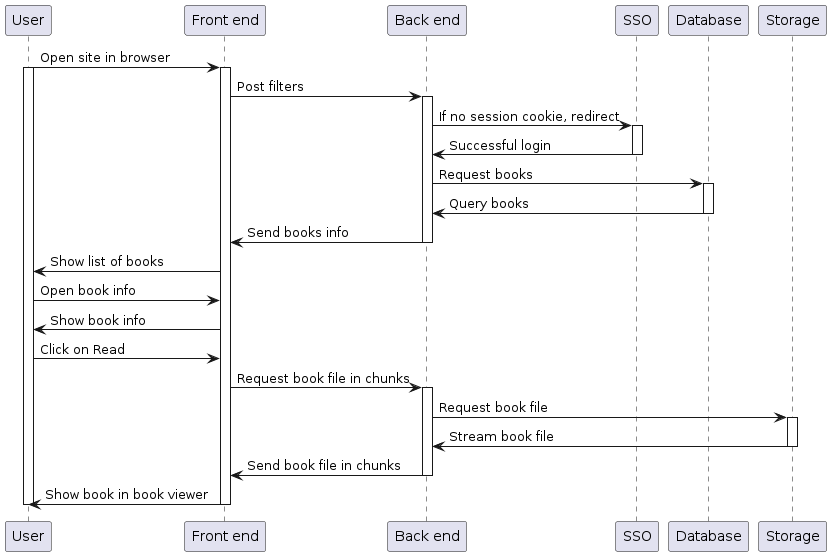 User Front end Back end SSO Database Storage
Open site in browser
Post filters
If no session cookie, redirect
Successful login
Request books
Query books
Send books info
Show list of books
Open book info
Show book info
Click on Read
Request book file in chunks
Request book file
Stream book file
Send book file in chunks
Show book in book viewer
User Front end Back end SSO Database Storage